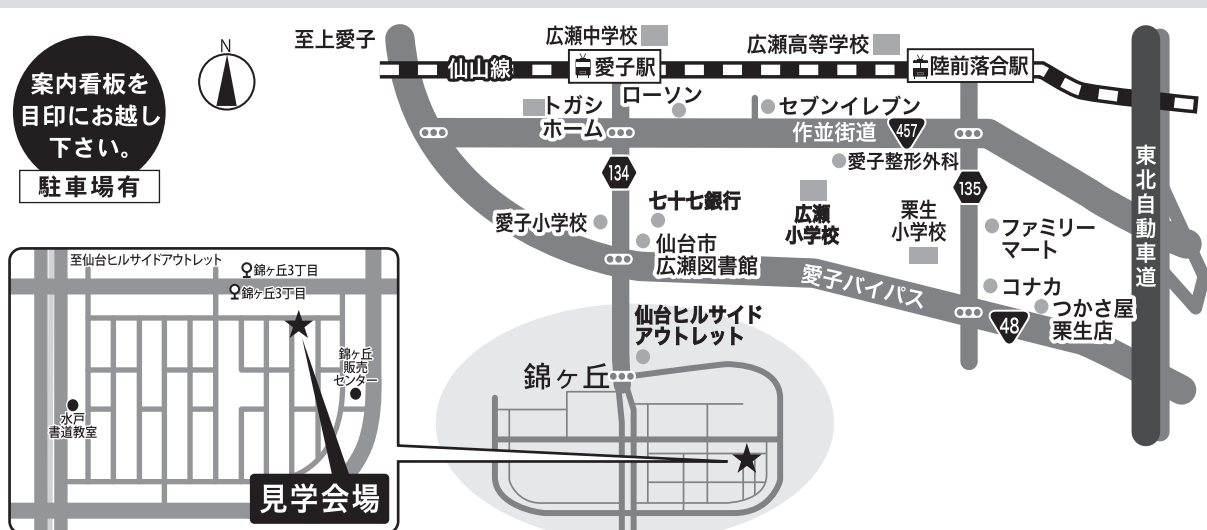 案内看板を
目印にお越し
下さい。
駐車場有
N
至上愛子
仙山線
広瀬中学校
愛子駅
広瀬高等学校
陸前落合駅
トガシ
ホーム
ローソン
セブンイレブン
作並街道
457
愛子整形外科
134
135
東北自動車道
愛子小学校
七十七銀行
仙台市
広瀬図書館
広瀬
小学校
栗生
小学校
ファミリー
マート
コナカ
つかさ屋
栗生店
愛子バイパス
48
仙台ヒルサイド
アウトレット
錦ヶ丘
至仙台ヒルサイドアウトレット
錦ヶ丘3丁目
錦ヶ丘3丁目
錦ヶ丘
販売
センター
水戸
書道教室
見学会場